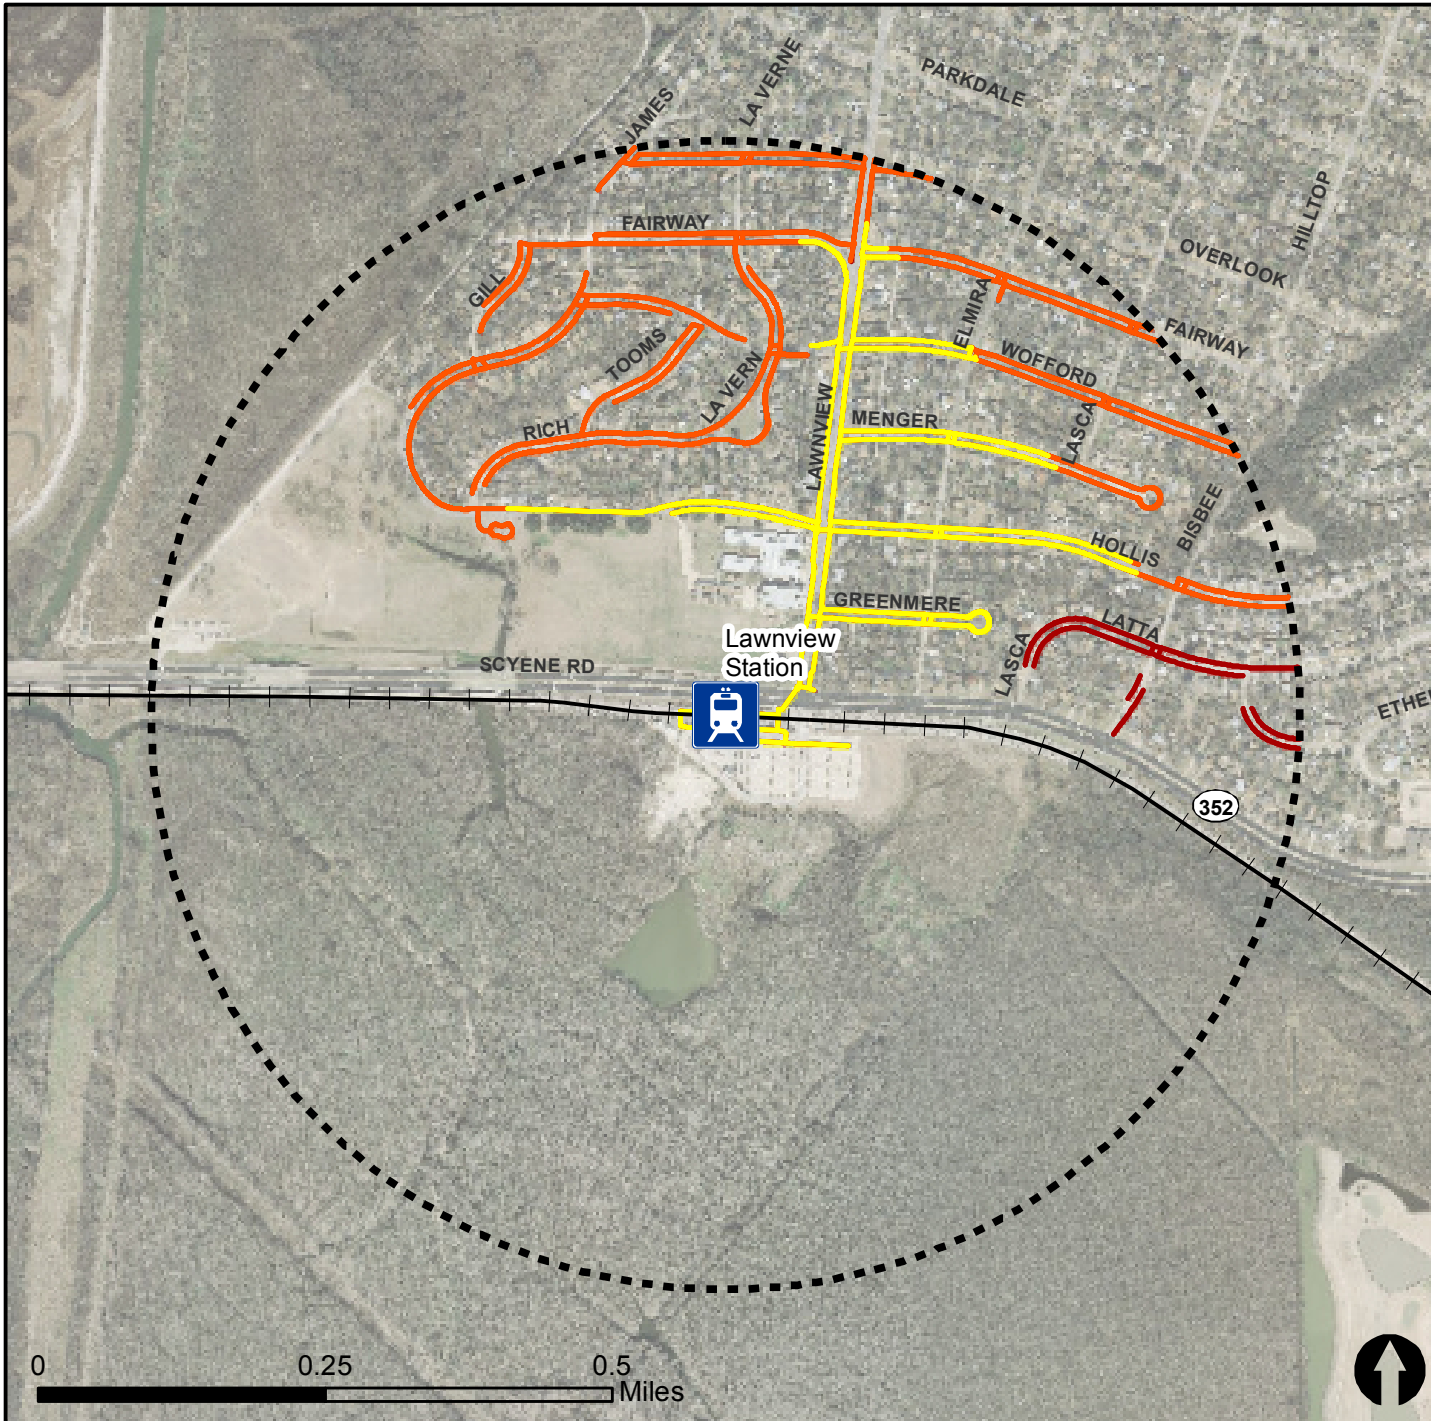 PARKDALE
LA VERNE
JAMES
HILLTOP
FAIRWAY
OVERLOOK
GILL
ELMIRA
FAIRWAY
TOOMS
WOFFORD
LA VERN
LAWNVIEW
MENGER
LASCA
RICH
BISBEE
HOLLIS
GREENMERE
LATTA
Lawnview
Station
SCYENE RD
LASCA
352
0
0.25
0.5
Miles